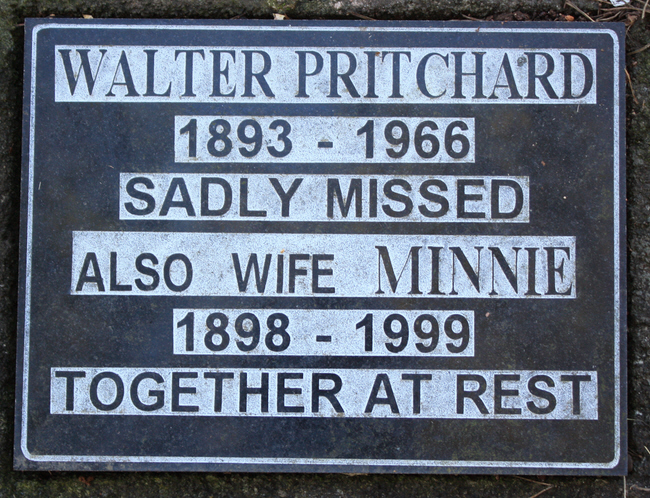 WALTER PRITCHARD
1893 - 1966
SADLY MISSED
ALSO WIFE MINNIE
1898 - 1999
TOGETHER AT REST